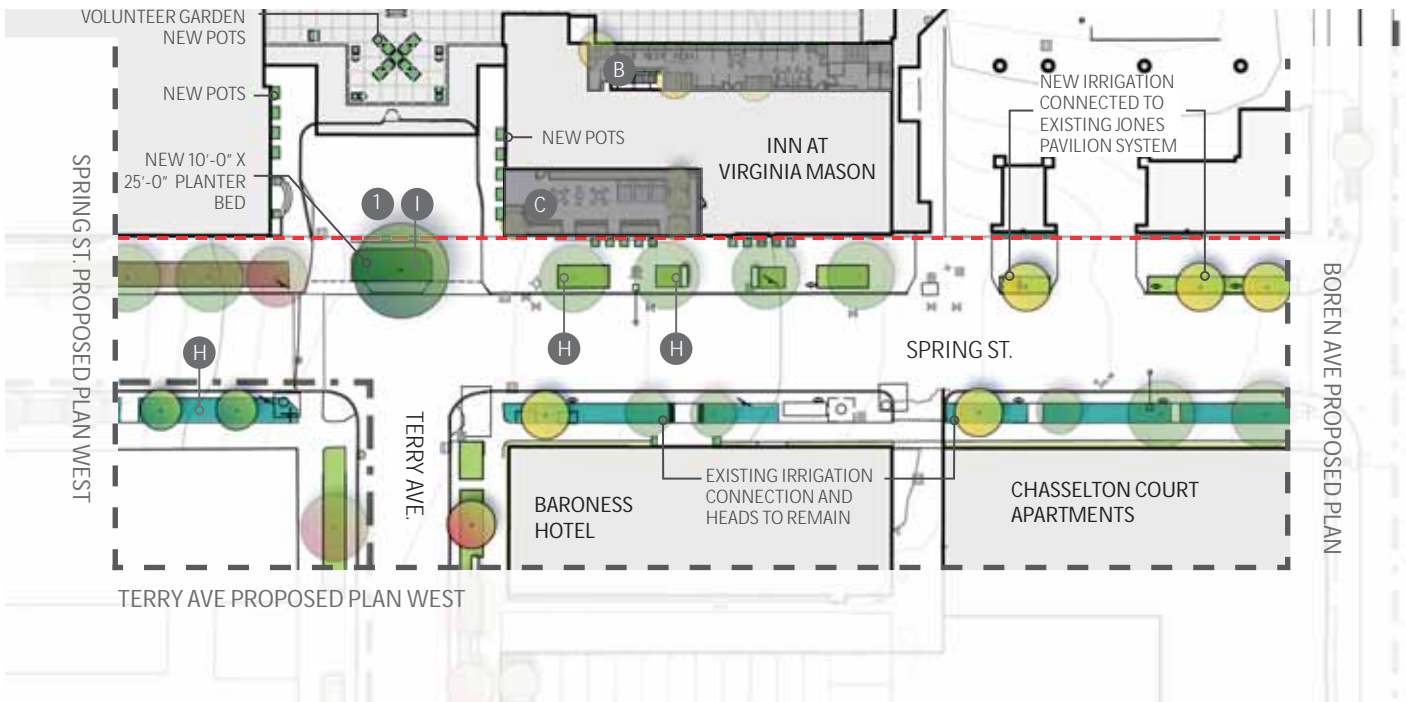 VOLUNTEER GARDEN
NEW POTS
NEW POTS
NEW 10'-0" X
25'-0" PLANTER
BED
1
I
NEW POTS
B
C
INN AT
VIRGINIA MASON
NEW IRRIGATION
CONNECTED TO
EXISTING JONES
PAVILION SYSTEM
SPRING ST. PROPOSED PLAN WEST
BOREN AVE PROPOSED PLAN
H
H
H
SPRING ST.
TERRY AVE.
BARONESS
HOTEL
EXISTING IRRIGATION
CONNECTION AND
HEADS TO REMAIN
CHASSELTON COURT
APARTMENTS
TERRY AVE PROPOSED PLAN WEST